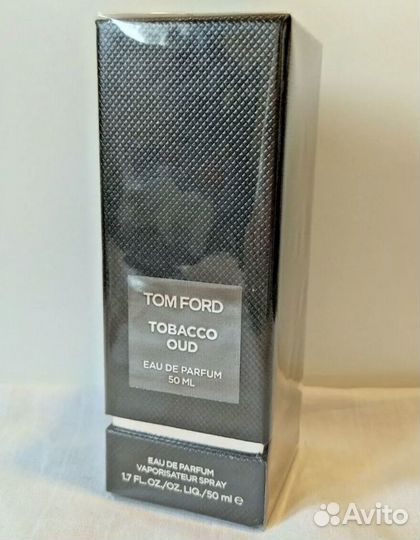 TOM FORD
TOBACCO
OUD
EAU DE PARFUM
50 ML
EAU DE PARFUM
VAPORISATEUR SPRAY
1.7 FL. OZ./OZ. LIQ./50 ml ℮
Avito